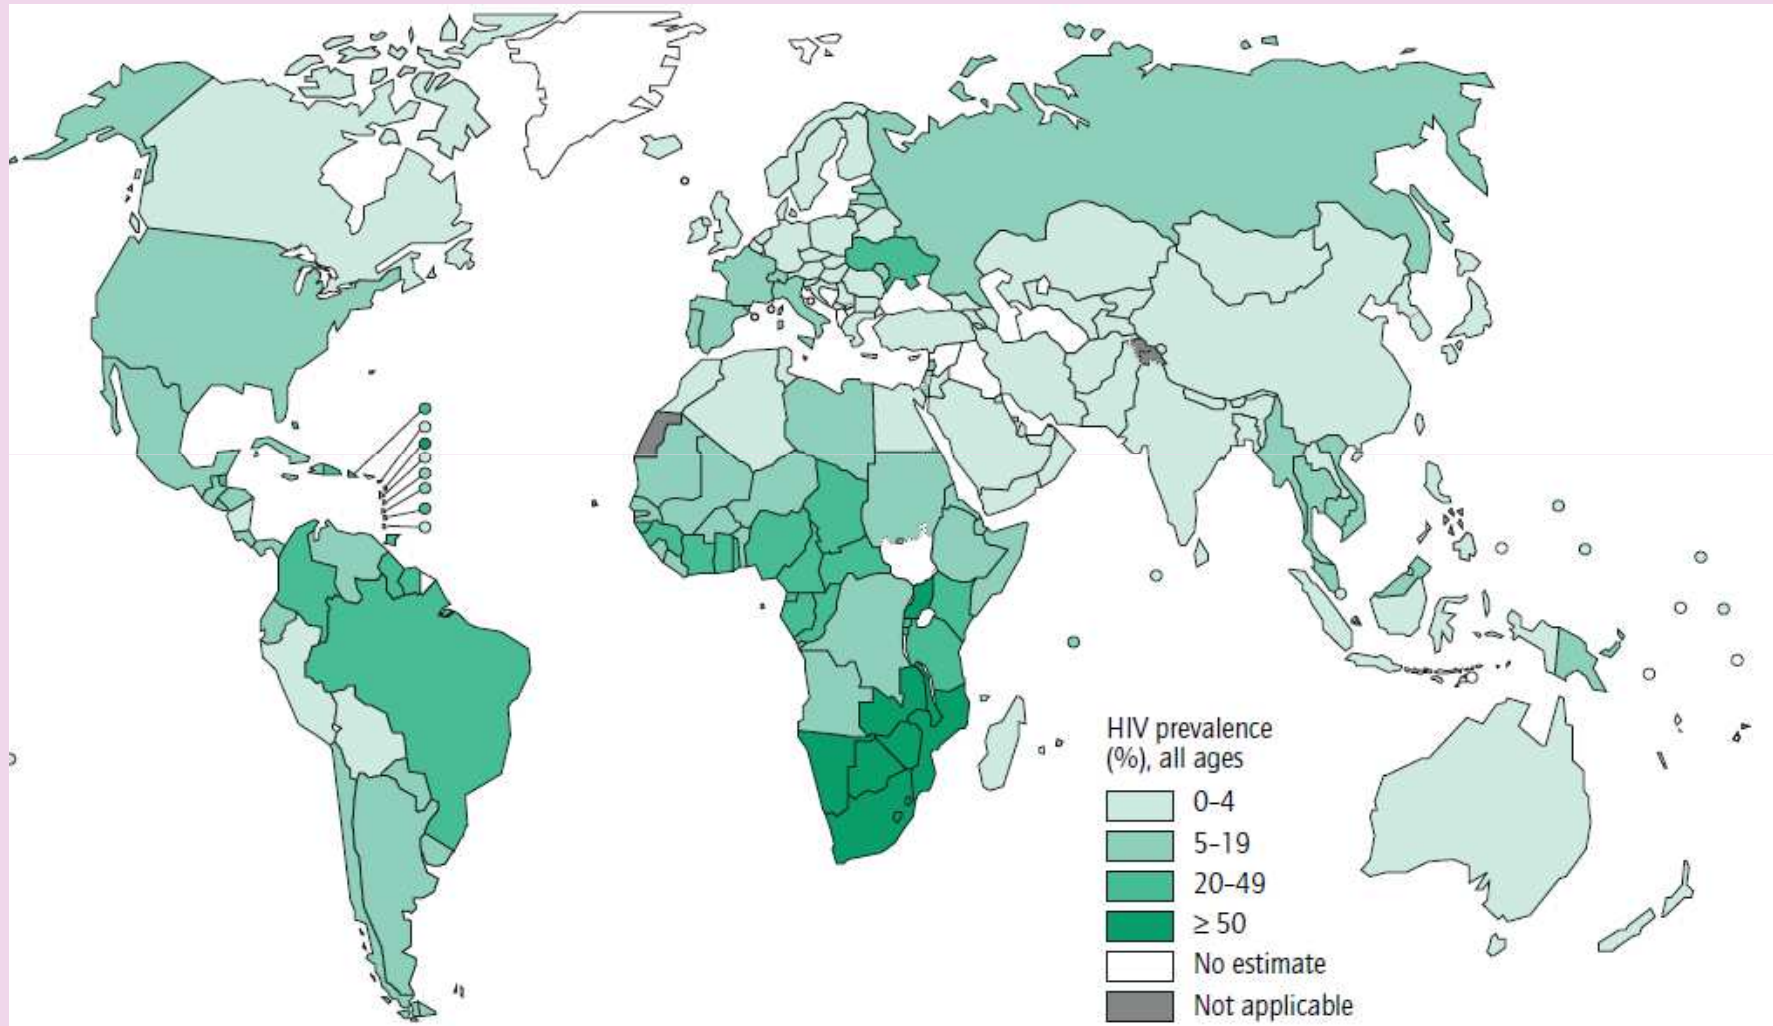 HIV prevalence
(%), all ages
0–4
5–19
20–49
≥ 50
No estimate
Not applicable